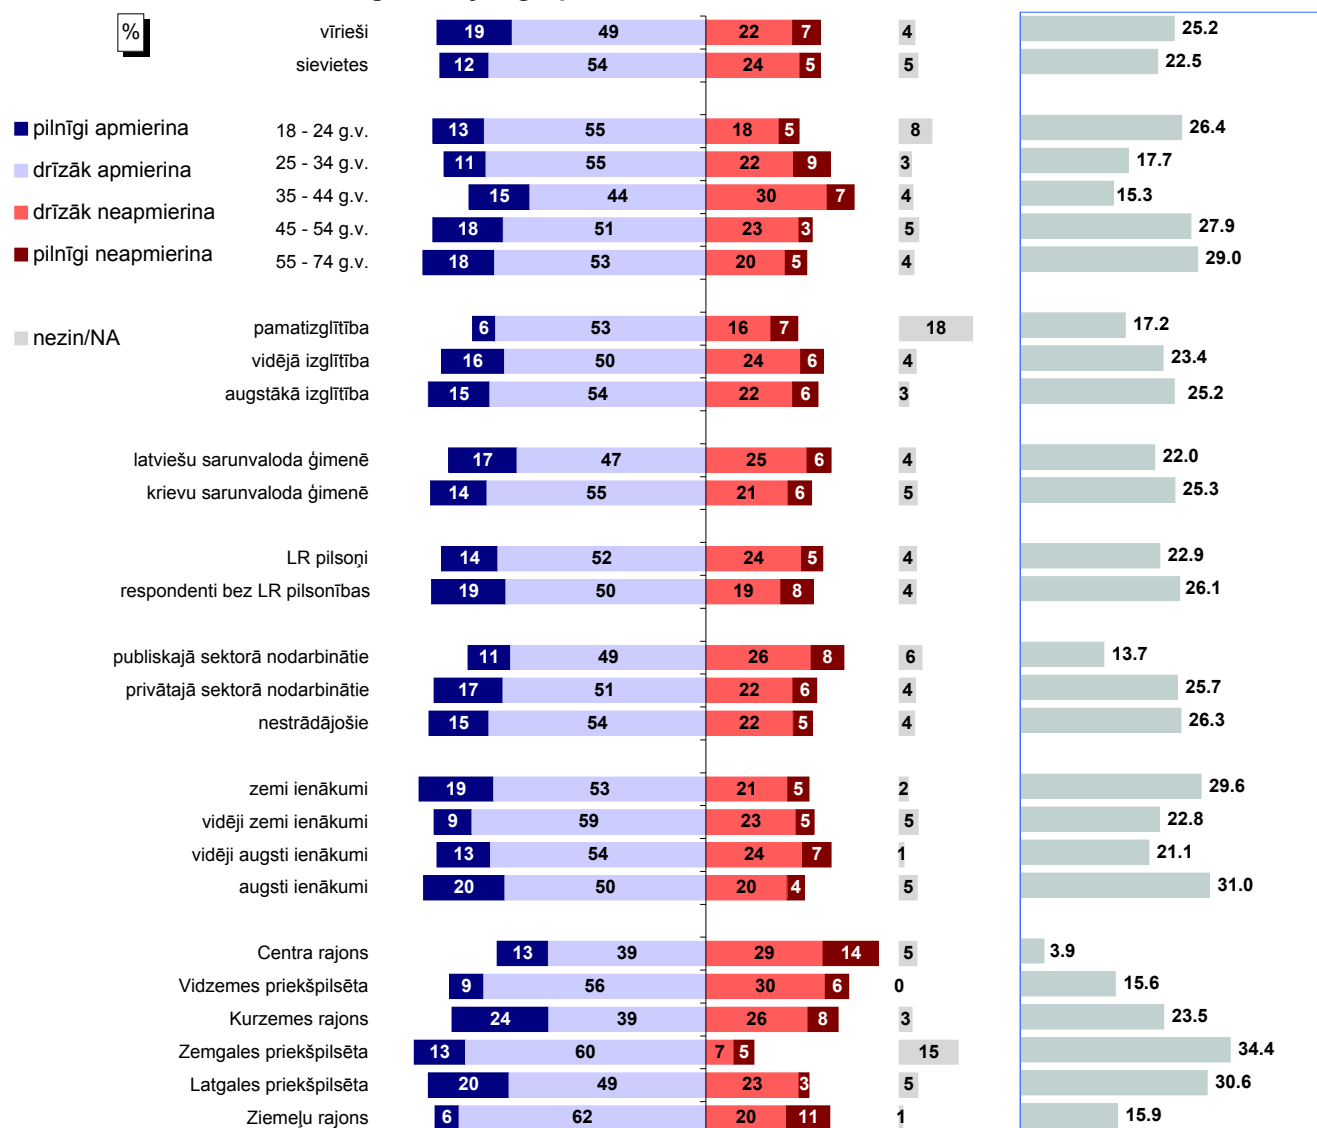 %
vīrieši 19 49 22 7 4 25.2
sievietes 12 54 24 5 5 22.5
pilnīgi apmierina
drīzāk apmierina
drīzāk neapmierina
pilnīgi neapmierina
nezin/NA
18 - 24 g.v. 13 55 18 5 8 26.4
25 - 34 g.v. 11 55 22 9 3 17.7
35 - 44 g.v. 15 44 30 7 4 15.3
45 - 54 g.v. 18 51 23 3 5 27.9
55 - 74 g.v. 18 53 20 5 4 29.0
pamatizglītība 6 53 16 7 18 17.2
vidējā izglītība 16 50 24 6 4 23.4
augstākā izglītība 15 54 22 6 3 25.2
latviešu sarunvaloda ģimenē 17 47 25 6 4 22.0
krievu sarunvaloda ģimenē 14 55 21 6 5 25.3
LR pilsoņi 14 52 24 5 4 22.9
respondenti bez LR pilsonības 19 50 19 8 4 26.1
publiskajā sektorā nodarbinātie 11 49 26 8 6 13.7
privātajā sektorā nodarbinātie 17 51 22 6 4 25.7
nestrādājošie 15 54 22 5 4 26.3
zemi ienākumi 19 53 21 5 2 29.6
vidēji zemi ienākumi 9 59 23 5 5 22.8
vidēji augsti ienākumi 13 54 24 7 1 21.1
augsti ienākumi 20 50 20 4 5 31.0
Centra rajons 13 39 29 14 5 3.9
Vidzemes priekšpilsēta 9 56 30 6 0 15.6
Kurzemes rajons 24 39 26 8 3 23.5
Zemgales priekšpilsēta 13 60 7 5 15 34.4
Latgales priekšpilsēta 20 49 23 3 5 30.6
Ziemeļu rajons 6 62 20 11 1 15.9